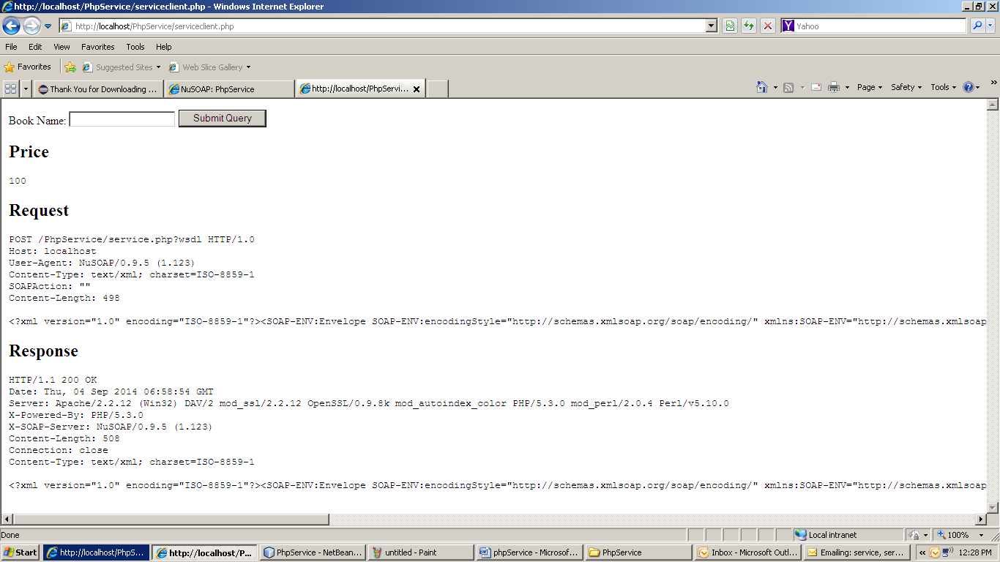 http://localhost/PhpService/serviceclient.php - Windows Internet Explorer
http://localhost/PhpService/serviceclient.php
Yahoo
File Edit View Favorites Tools Help
Favorites Suggested Sites Web Slice Gallery
Thank You for Downloading ... NuSOAP: PhpService http://localhost/PhpServi... Page Safety Tools
Book Name: Submit Query
Price
100
Request
POST /PhpService/service.php?wsdl HTTP/1.0
Host: localhost
User-Agent: NuSOAP/0.9.5 (1.123)
Content-Type: text/xml; charset=ISO-8859-1
SOAPAction: ""
Content-Length: 498
<?xml version="1.0" encoding="ISO-8859-1"?><SOAP-ENV:Envelope SOAP-ENV:encodingStyle="http://schemas.xmlsoap.org/soap/encoding/" xmlns:SOAP-ENV="http://schemas.xmlsoap
Response
HTTP/1.1 200 OK
Date: Thu, 04 Sep 2014 06:58:54 GMT
Server: Apache/2.2.12 (Win32) DAV/2 mod_ssl/2.2.12 OpenSSL/0.9.8k mod_autoindex_color PHP/5.3.0 mod_perl/2.0.4 Perl/v5.10.0
X-Powered-By: PHP/5.3.0
X-SOAP-Server: NuSOAP/0.9.5 (1.123)
Content-Length: 508
Connection: close
Content-Type: text/xml; charset=ISO-8859-1
<?xml version="1.0" encoding="ISO-8859-1"?><SOAP-ENV:Envelope SOAP-ENV:encodingStyle="http://schemas.xmlsoap.org/soap/encoding/" xmlns:SOAP-ENV="http://schemas.xmlsoap
Done Local intranet 100%
Start http://localhost/PhpS... http://localhost/P... PhpService - NetBean... untitled - Paint phpService - Microsof... PhpService Inbox - Microsoft Outl... Emailing: service, ser... « 12:28 PM